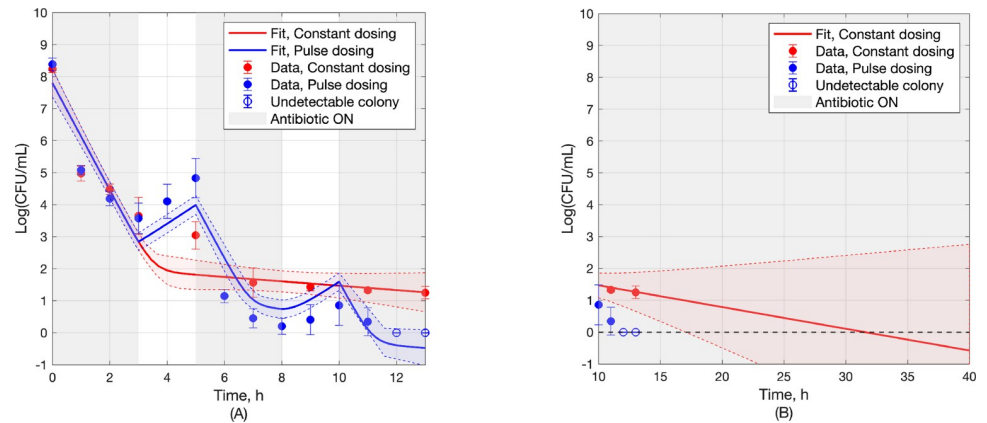 10
9
8
7
6
5
4
3
2
1
0
-1
Log(CFU/mL)
0 2 4 6 8 10 12
Time, h
(A)
Fit, Constant dosing
Fit, Pulse dosing
Data, Constant dosing
Data, Pulse dosing
Undetectable colony
Antibiotic ON
10
9
8
7
6
5
4
3
2
1
0
-1
Log(CFU/mL)
10 15 20 25 30 35 40
Time, h
(B)
Fit, Constant dosing
Data, Constant dosing
Data, Pulse dosing
Undetectable colony
Antibiotic ON